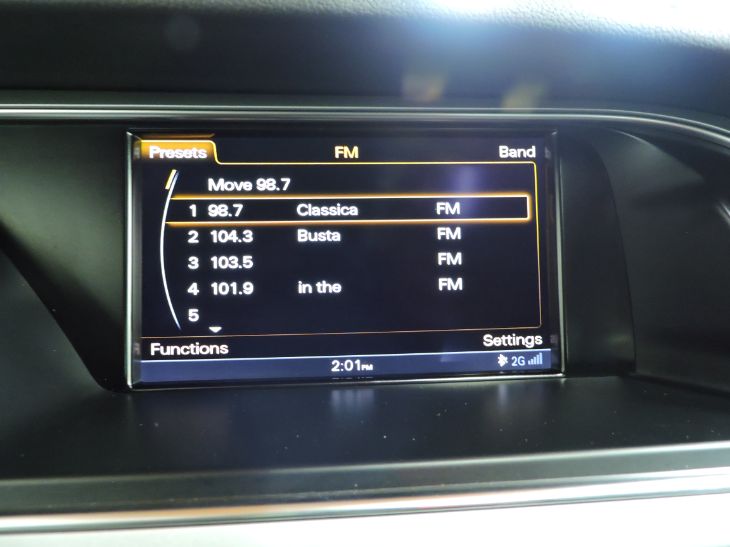 Presets FM Band
Move 98.7
1 98.7 Classica FM
2 104.3 Busta FM
3 103.5 FM
4 101.9 in the FM
5
Functions Settings
2:01PM 2G